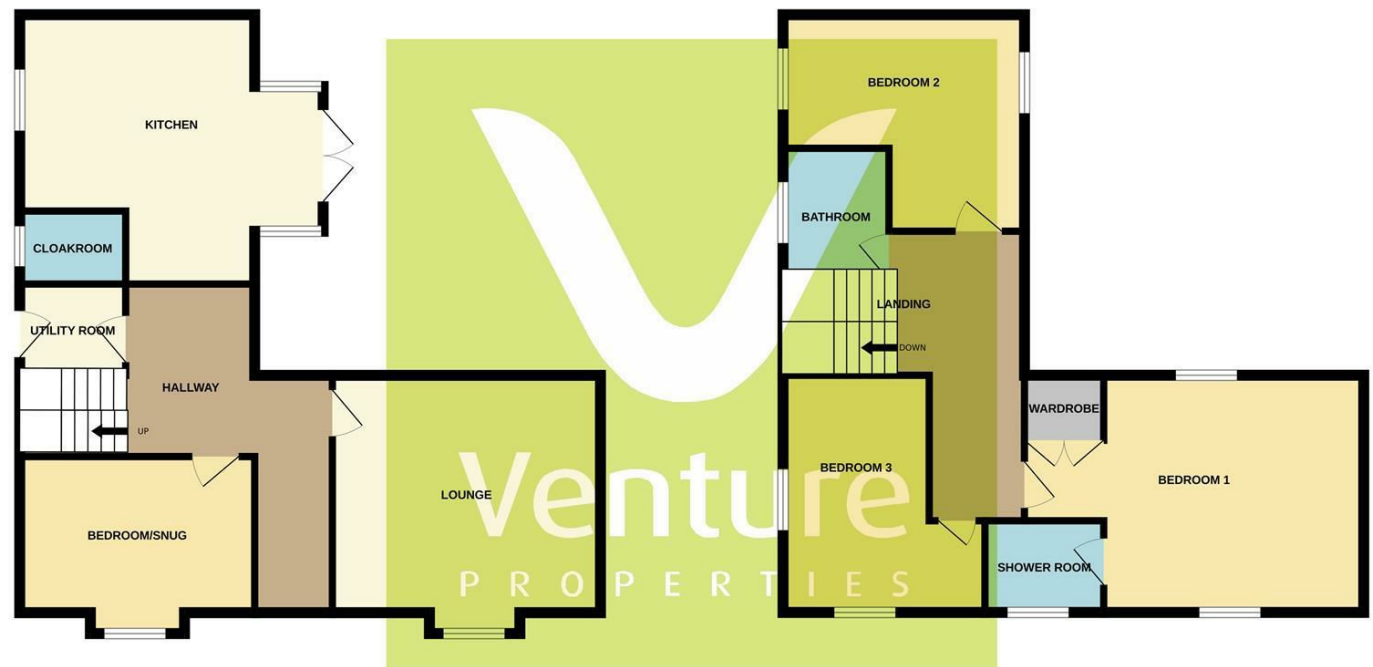 KITCHEN
CLOAKROOM
UTILITY ROOM
HALLWAY
UP
BEDROOM/SNUG
LOUNGE
BEDROOM 2
BATHROOM
LANDING
DOWN
WARDROBE
BEDROOM 3
BEDROOM 1
SHOWER ROOM
Venture
PROPERTIES